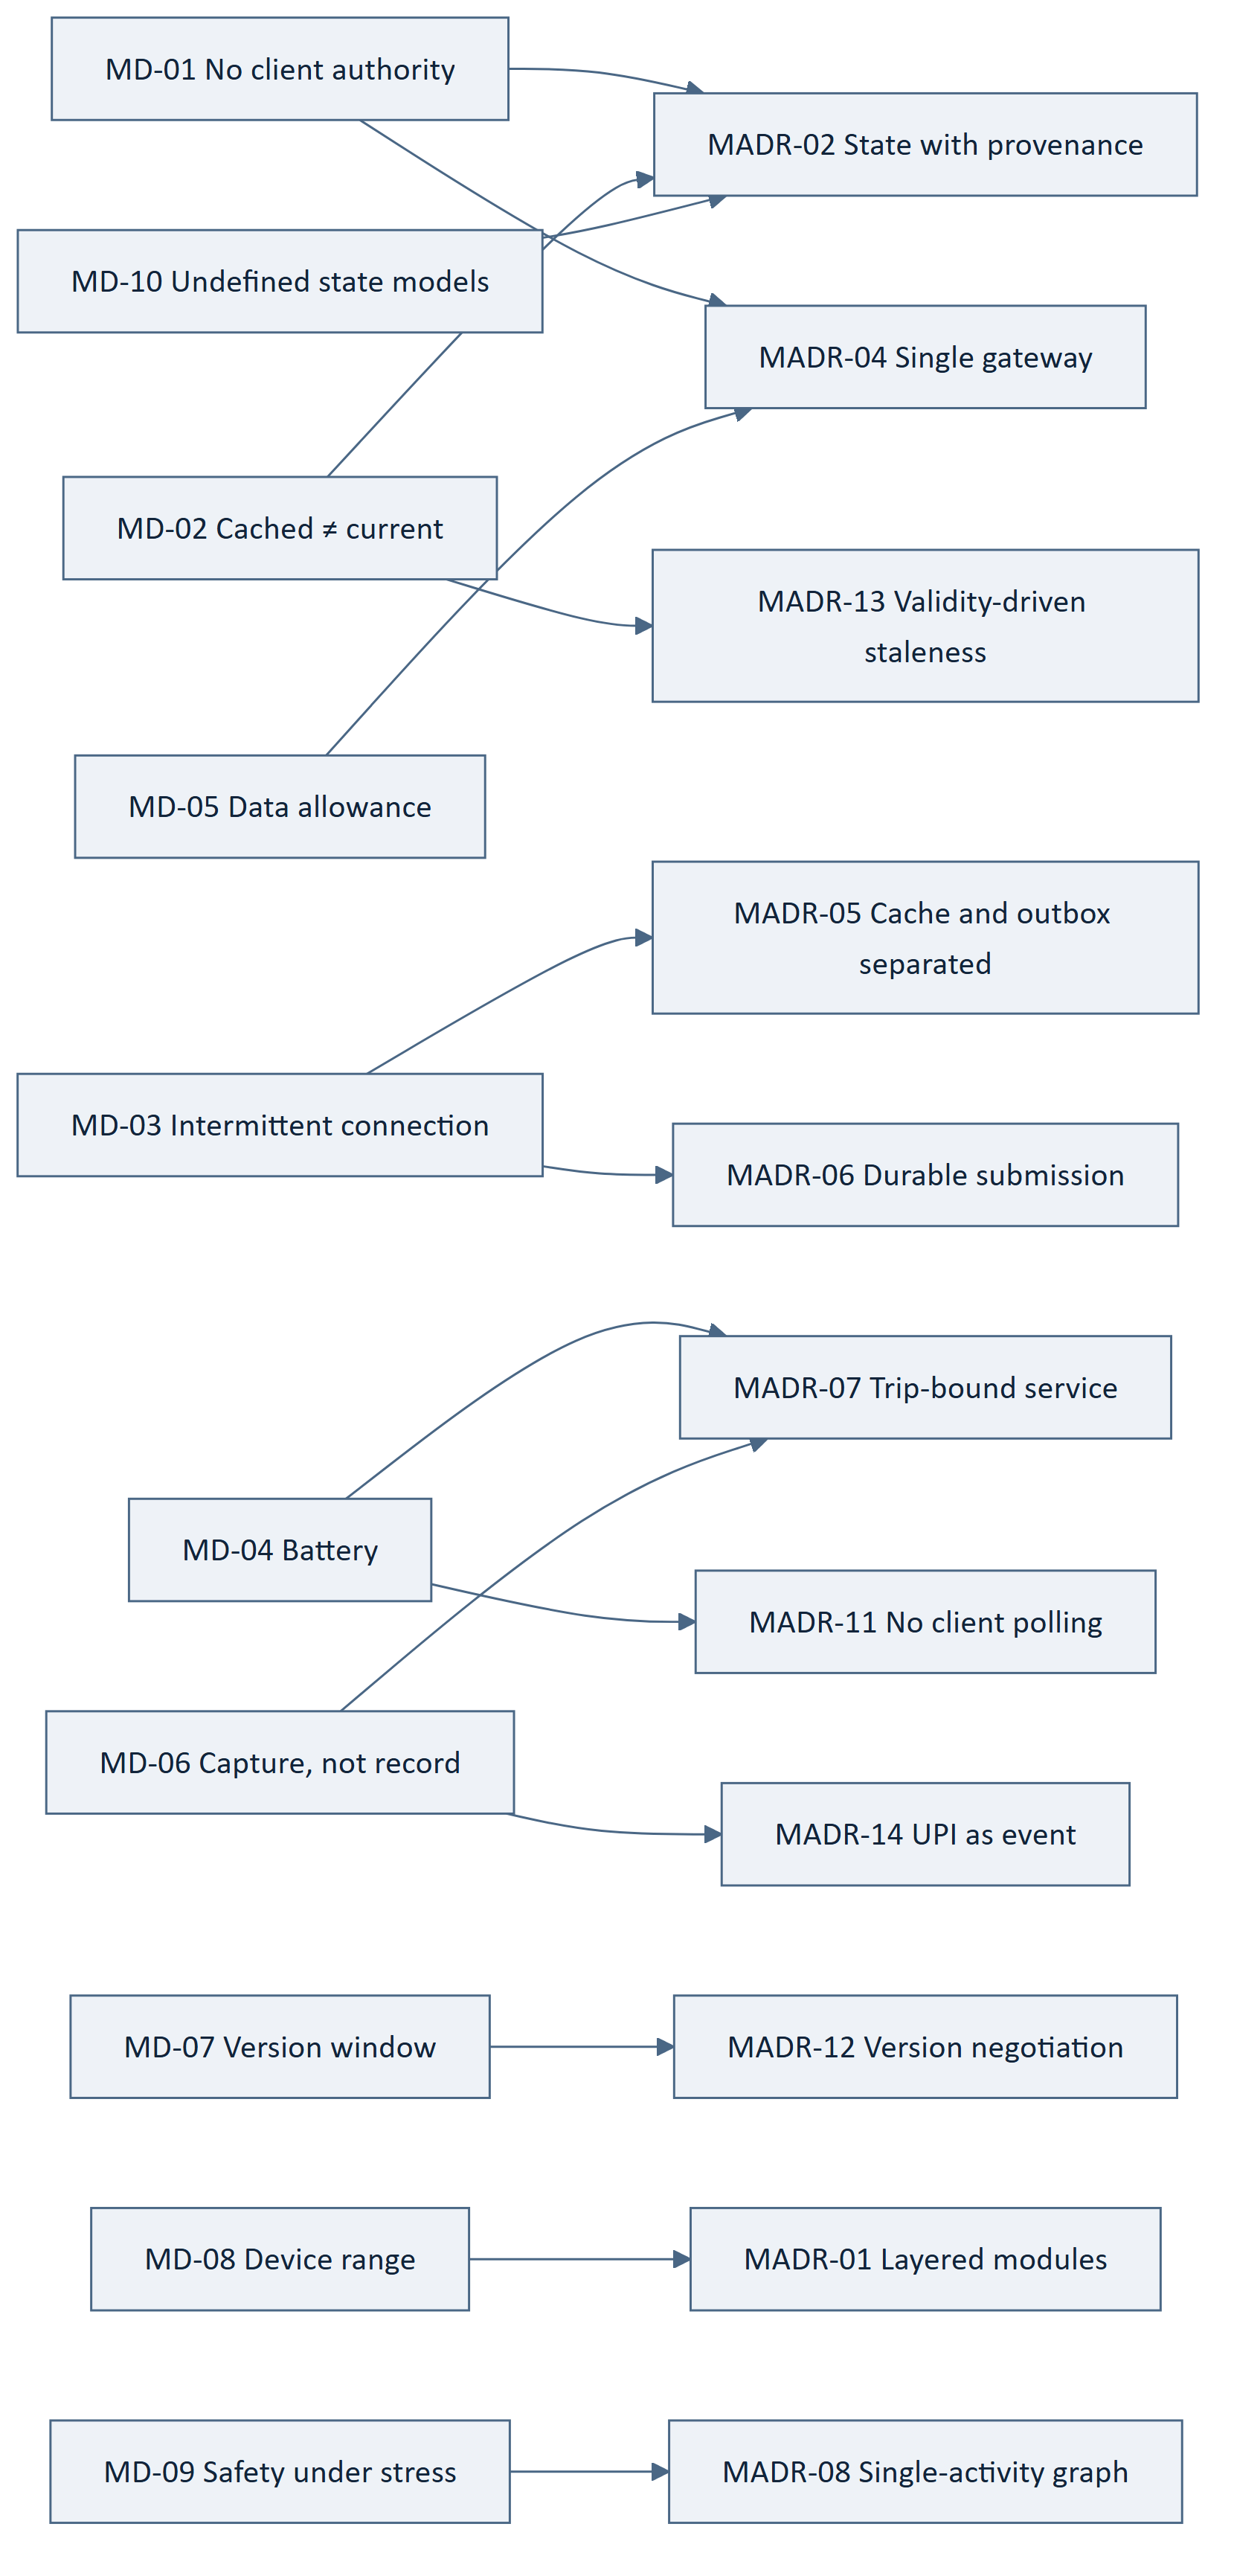 MD-01 No client authority
MADR-02 State with provenance
MD-10 Undefined state models
MADR-04 Single gateway
MD-02 Cached ≠ current
MADR-13 Validity-driven
staleness
MD-05 Data allowance
MADR-05 Cache and outbox
separated
MD-03 Intermittent connection
MADR-06 Durable submission
MADR-07 Trip-bound service
MD-04 Battery
MADR-11 No client polling
MD-06 Capture, not record
MADR-14 UPI as event
MD-07 Version window
MADR-12 Version negotiation
MD-08 Device range
MADR-01 Layered modules
MD-09 Safety under stress
MADR-08 Single-activity graph